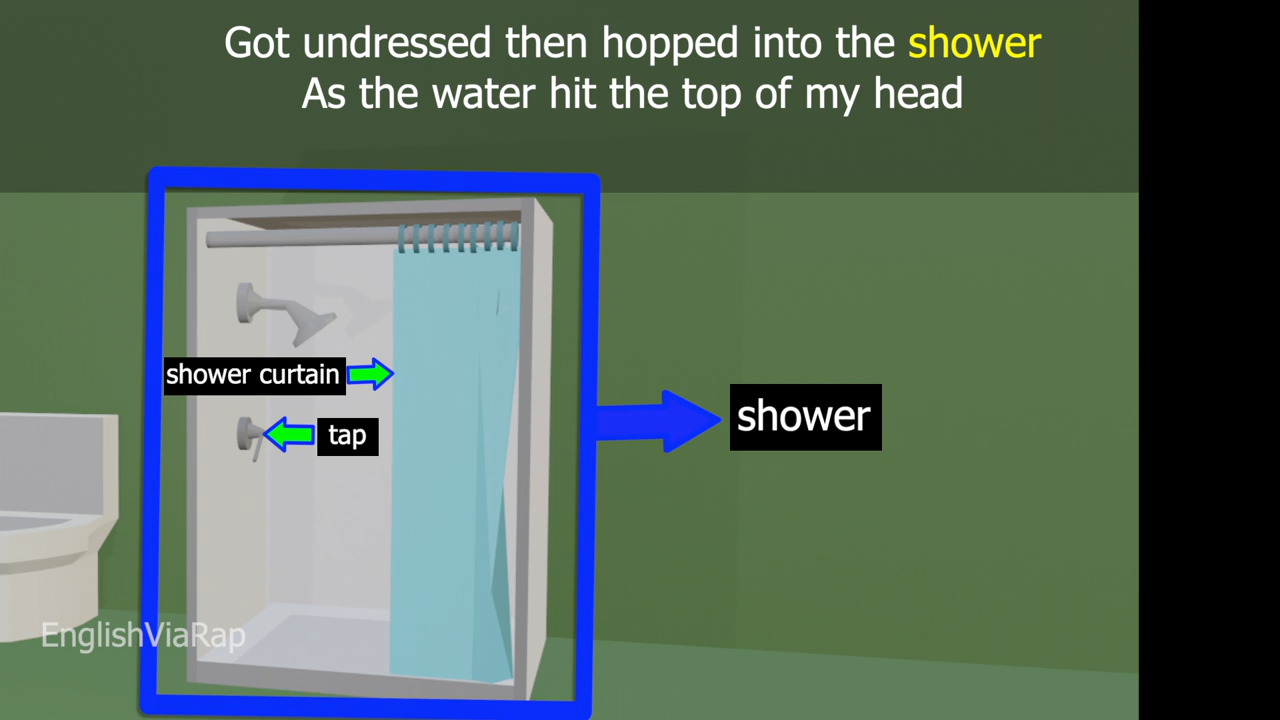 Got undressed then hopped into the shower
As the water hit the top of my head
shower curtain
tap
shower
EnglishViaRap